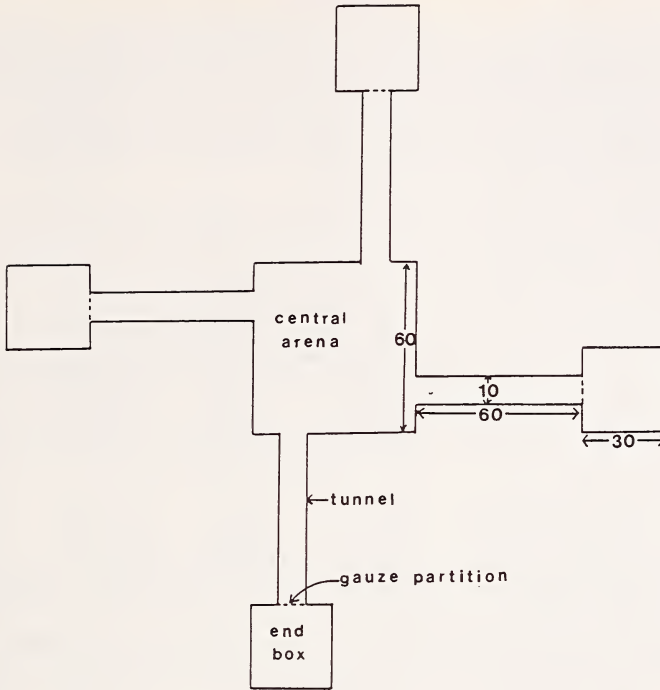 central
arena
60
10
60
30
tunnel
gauze partition
end
box